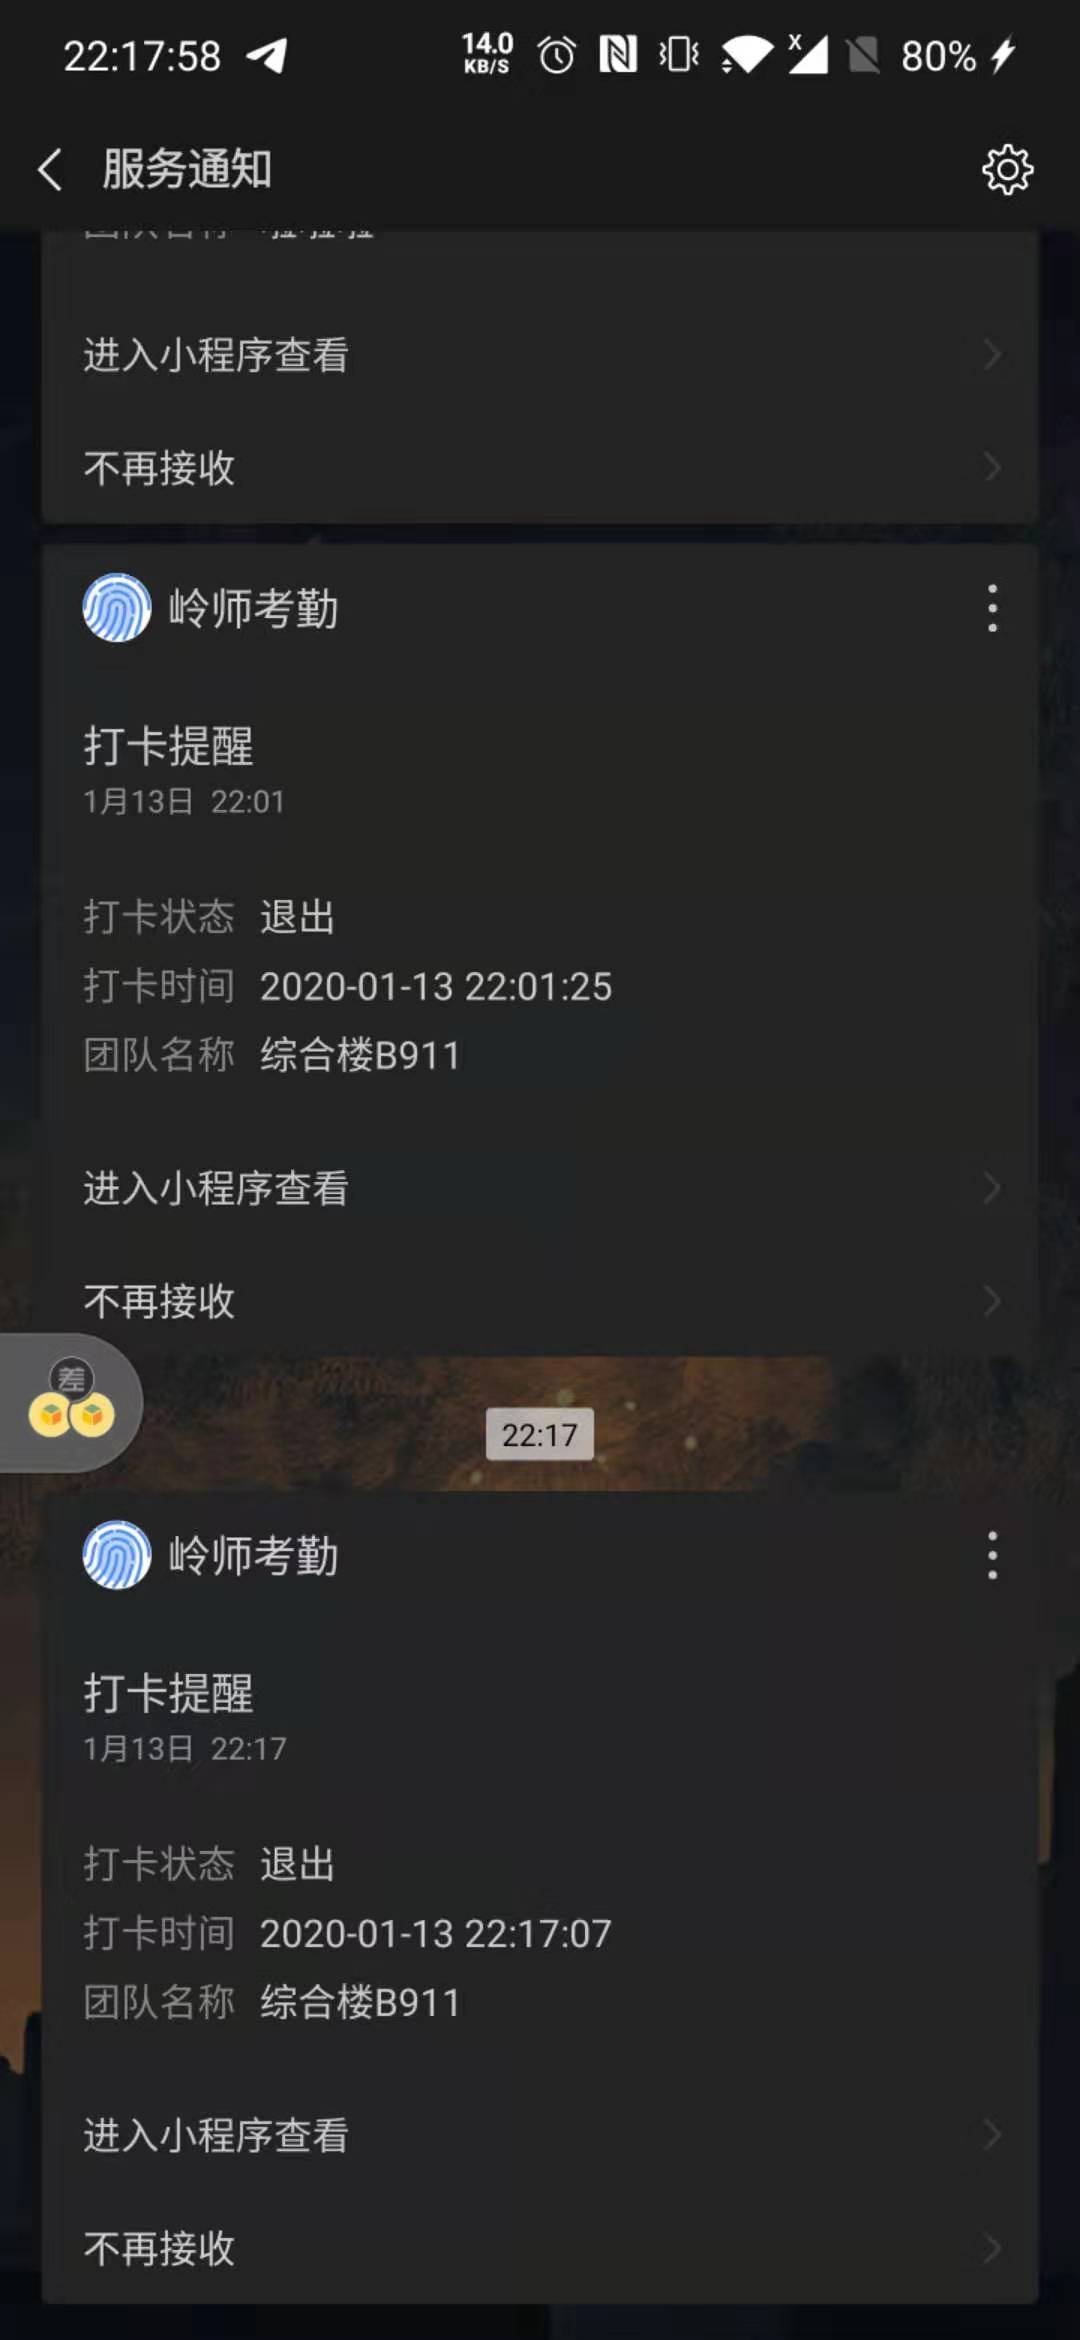 22:17:58
14.0
KB/S
X
80%
服务通知
进入小程序查看
不再接收
岭师考勤
打卡提醒
1月13日 22:01
打卡状态 退出
打卡时间 2020-01-13 22:01:25
团队名称 综合楼B911
进入小程序查看
不再接收
差
22:17
岭师考勤
打卡提醒
1月13日 22:17
打卡状态 退出
打卡时间 2020-01-13 22:17:07
团队名称 综合楼B911
进入小程序查看
不再接收